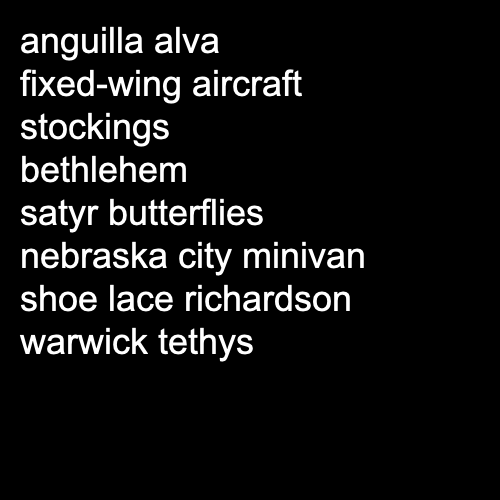 anguilla alva
fixed-wing aircraft
stockings
bethlehem
satyr butterflies
nebraska city minivan
shoe lace richardson
warwick tethys